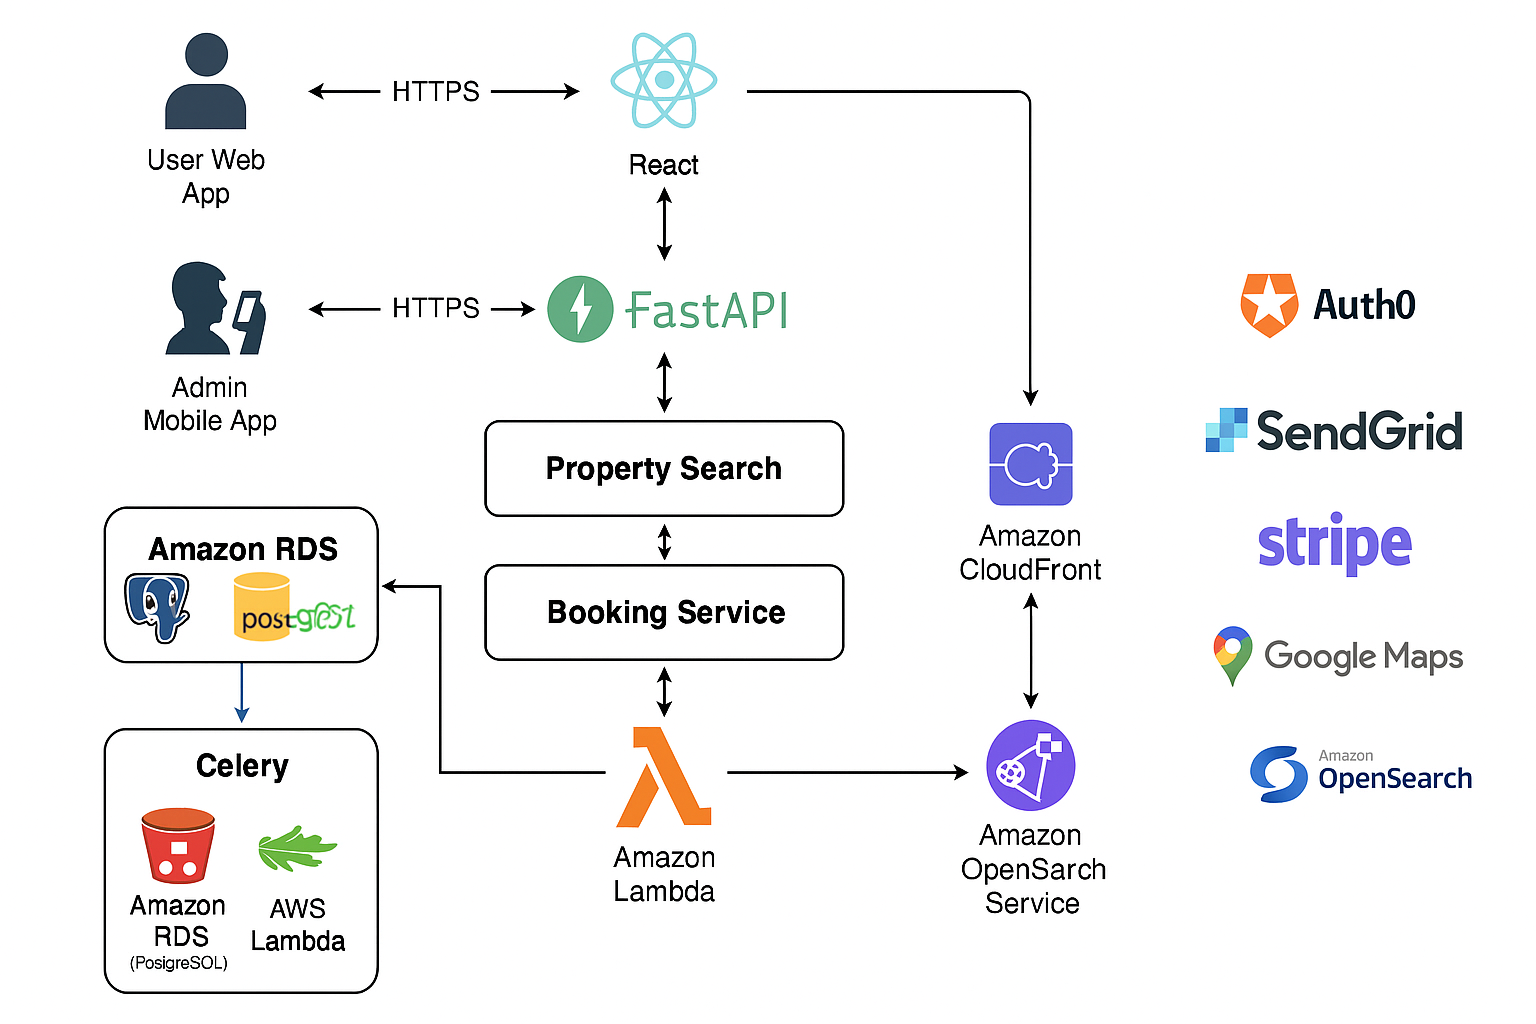 User Web
App
HTTPS
React
Admin
Mobile App
HTTPS
FastAPI
Property Search
Booking Service
Amazon RDS
Celery
Amazon
RDS
(PosigreSOL)
AWS
Lambda
Amazon
Lambda
Amazon
CloudFront
Amazon
OpenSarch
Service
Auth0
SendGrid
stripe
Google Maps
Amazon
OpenSearch